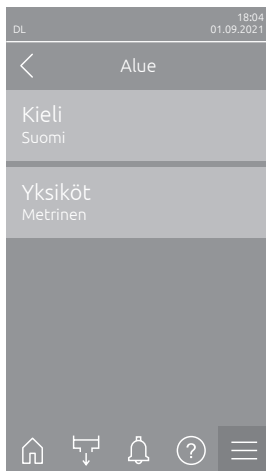 18:04
DL 01.09.2021
Alue
Kieli
Suomi
Yksiköt
Metrinen
?